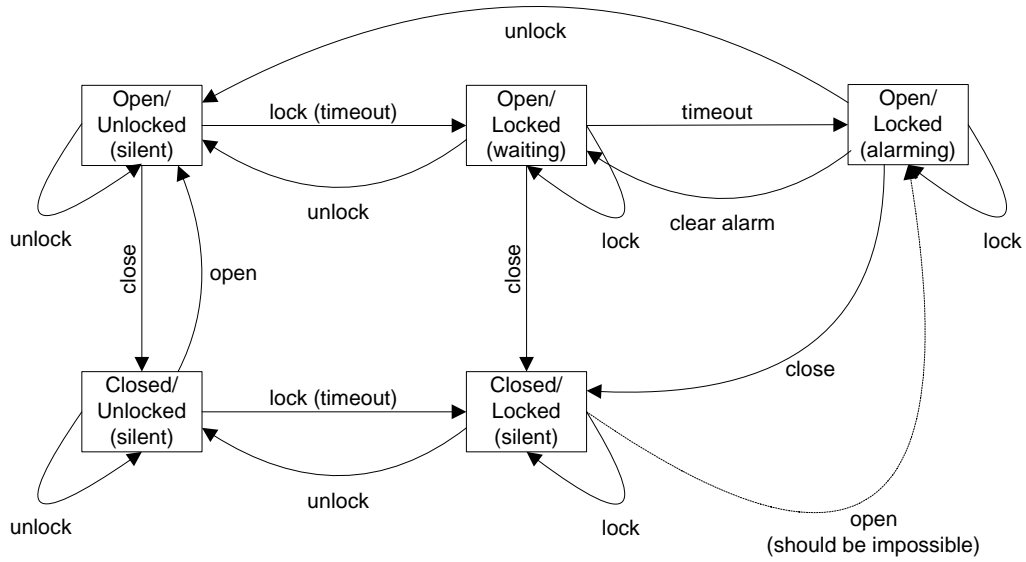 unlock
Open/
Unlocked
(silent)
lock (timeout)
Open/
Locked
(waiting)
timeout
Open/
Locked
(alarming)
unlock
unlock
lock
clear alarm
lock
close
open
close
close
Closed/
Unlocked
(silent)
lock (timeout)
Closed/
Locked
(silent)
unlock
unlock
lock
open
(should be impossible)